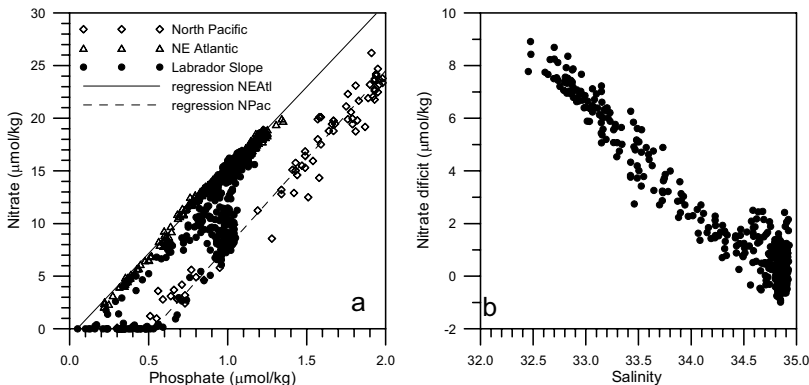 North Pacific
NE Atlantic
Labrador Slope
regression NEAtl
regression NPac
30
25
20
15
10
5
0
Nitrate (μmol/kg)
0.0 0.5 1.0 1.5 2.0
Phosphate (μmol/kg)
a
10
8
6
4
2
0
-2
Nitrate dificit (μmol/kg)
32.0 32.5 33.0 33.5 34.0 34.5 35.0
Salinity
b